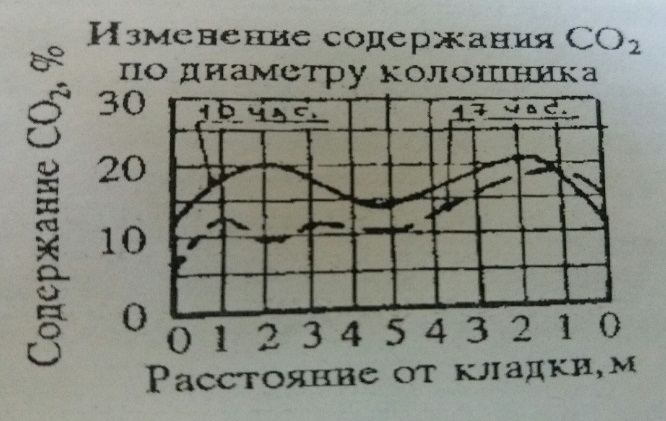 Изменение содержания CO₂
по диаметру колошника
Содержание CO₂, %
30
20
10
0
10 час.
17 час.
0 1 2 3 4 5 4 3 2 1 0
Расстояние от кладки, м